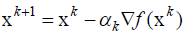 x^{k+1} = x^k − α_k ∇f(x^k)